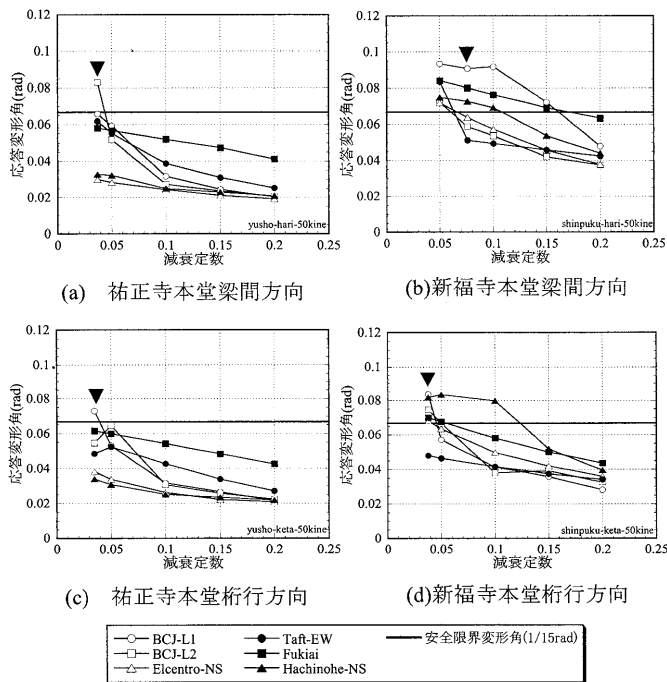 0.12
0.1
0.08
0.06
0.04
0.02
0
0 0.05 0.1 0.15 0.2 0.25
応答変形角(rad)
減衰定数
yusho-hari-50kine
(a) 祐正寺本堂梁間方向
0.12
0.1
0.08
0.06
0.04
0.02
0
0 0.05 0.1 0.15 0.2 0.25
応答変形角(rad)
減衰定数
shinpuku-hari-50kine
(b)新福寺本堂梁間方向
0.12
0.1
0.08
0.06
0.04
0.02
0
0 0.05 0.1 0.15 0.2 0.25
応答変形角(rad)
減衰定数
yusho-keta-50kine
(c) 祐正寺本堂桁行方向
0.12
0.1
0.08
0.06
0.04
0.02
0
0 0.05 0.1 0.15 0.2 0.25
応答変形角(rad)
減衰定数
shinpuku-keta-50kine
(d)新福寺本堂桁行方向
BCJ-L1 Taft-EW 安全限界変形角(1/15rad)
BCJ-L2 Fukiai
Elcentro-NS Hachinohe-NS